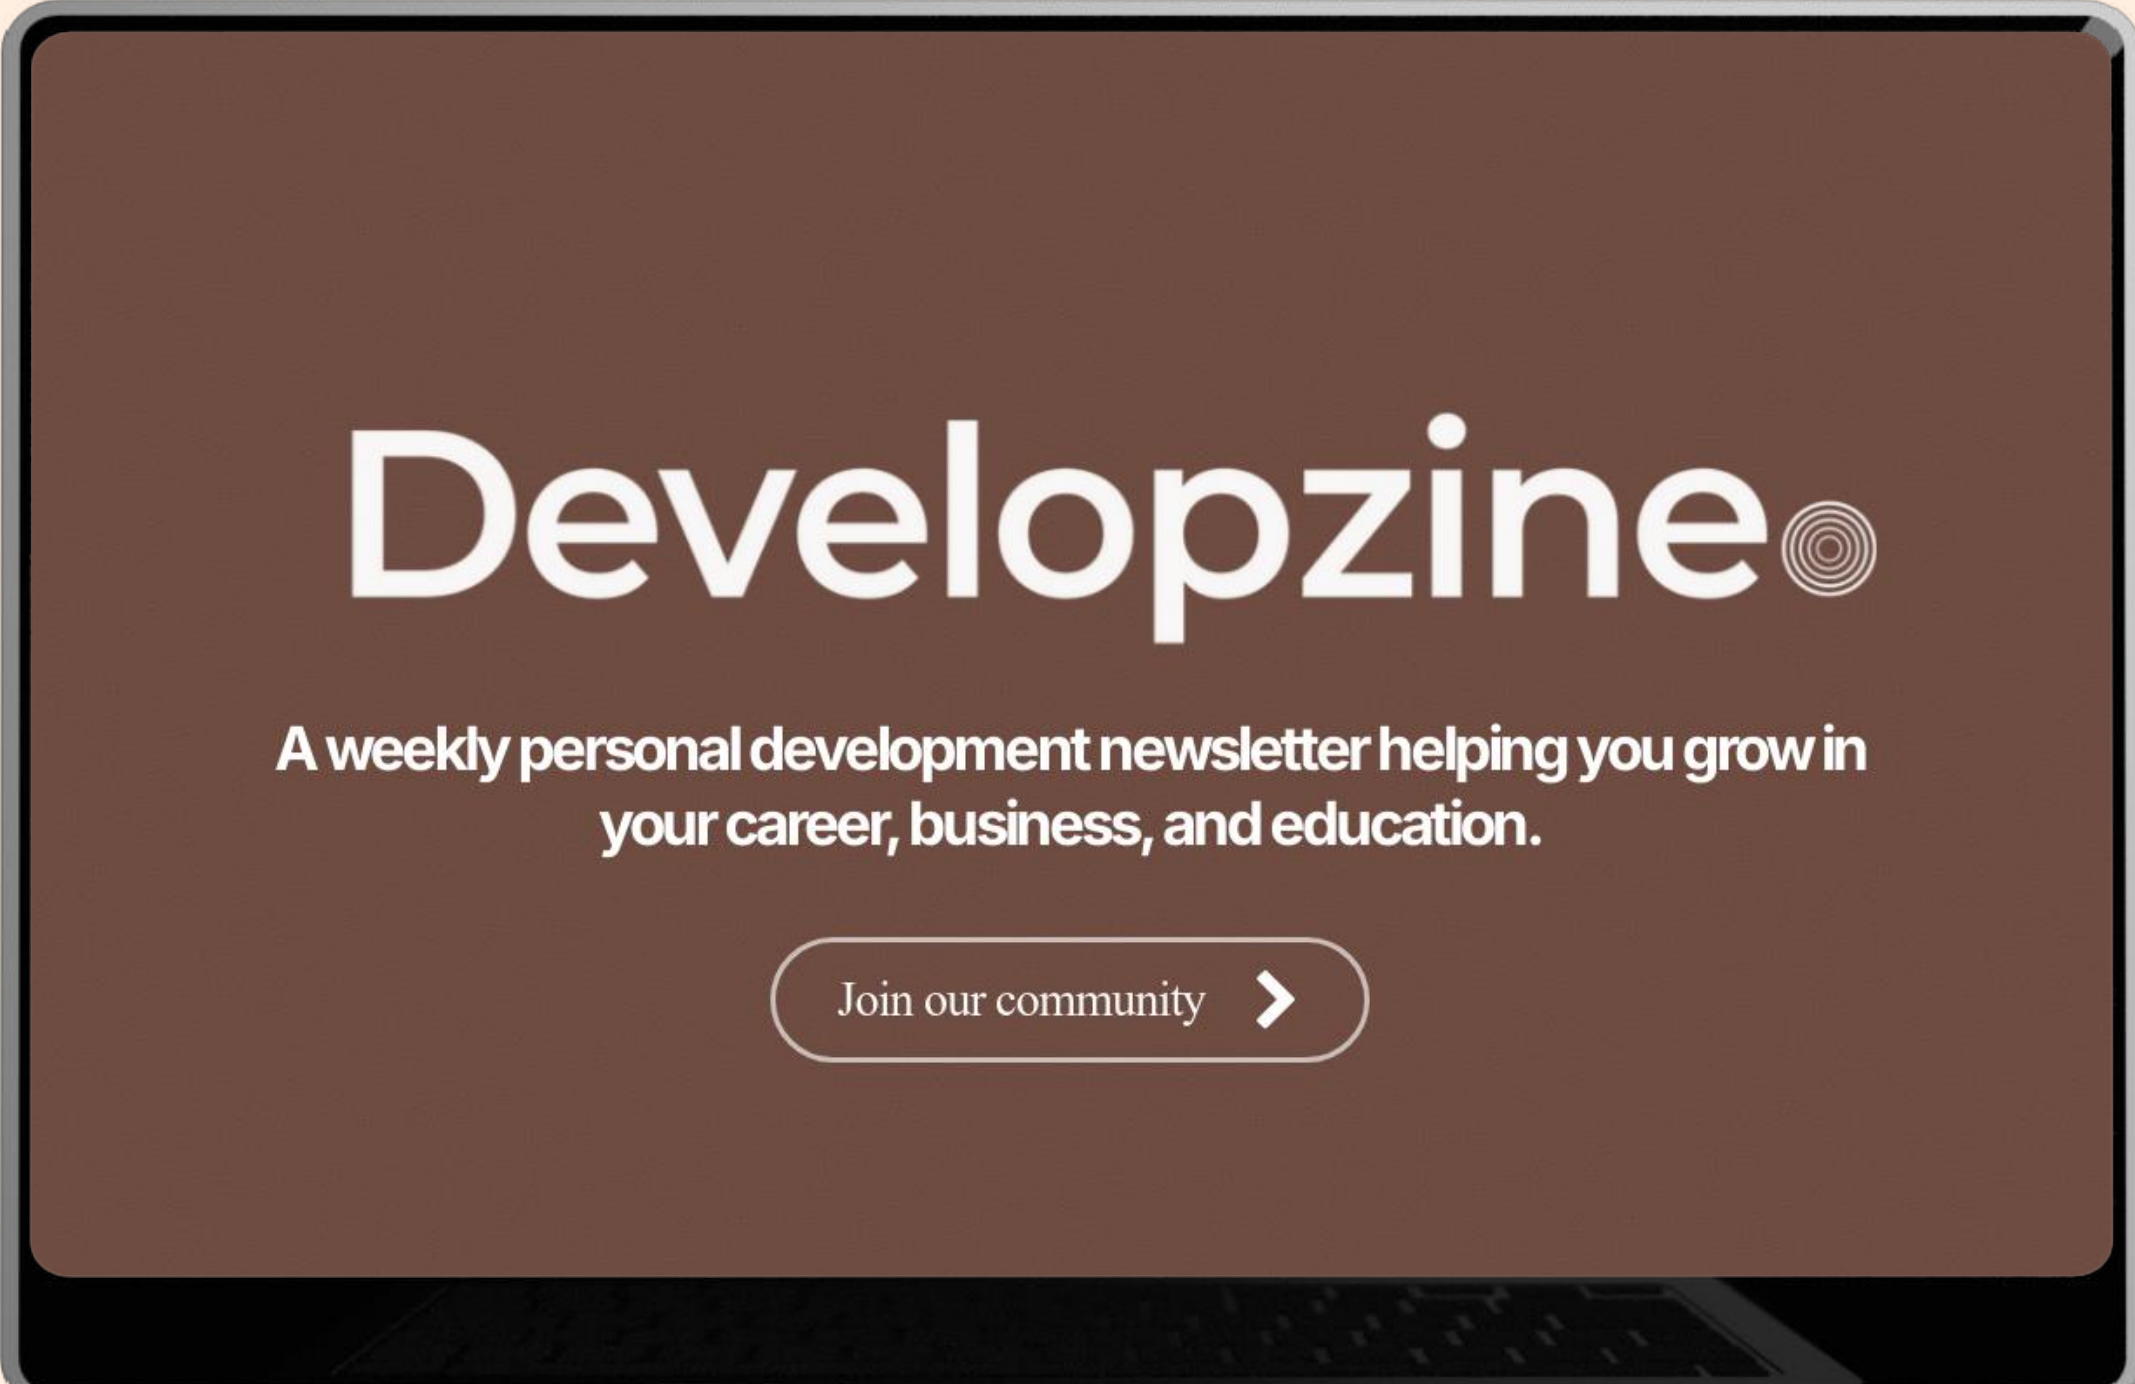 Developzine
A weekly personal development newsletter helping you grow in
your career, business, and education.
Join our community